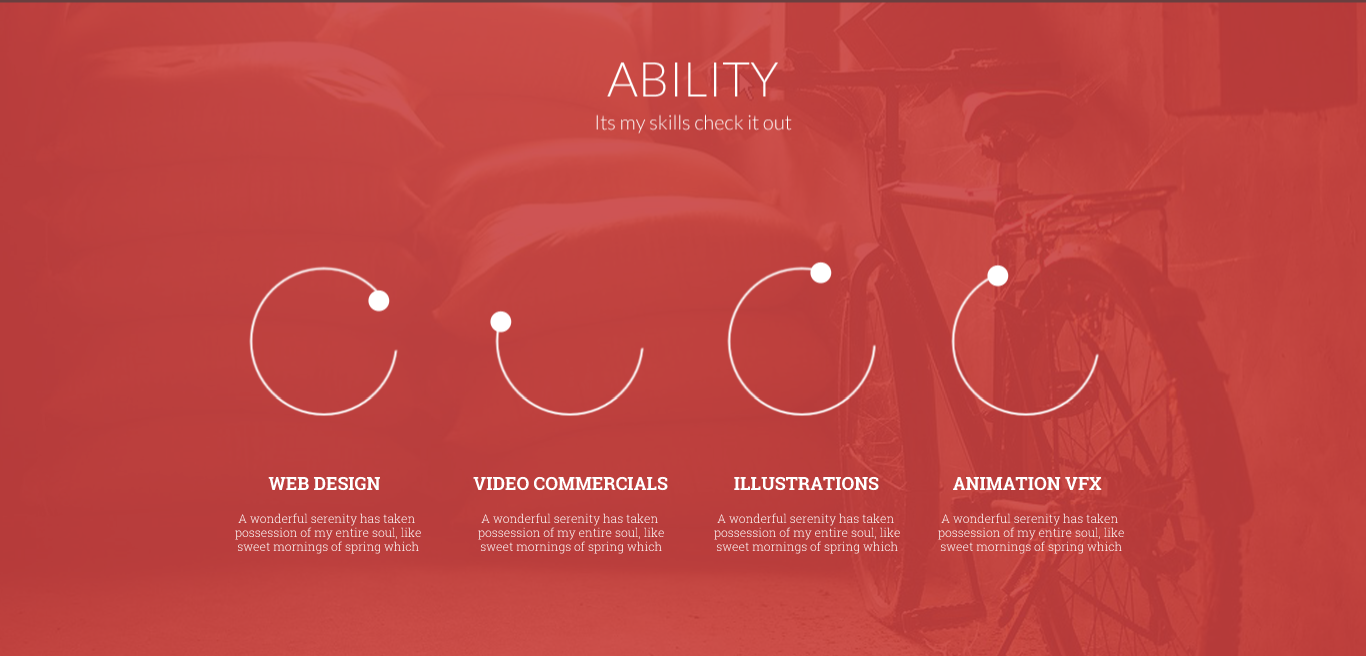 ABILITY
Its my skills check it out
WEB DESIGN
A wonderful serenity has taken
possession of my entire soul, like
sweet mornings of spring which
VIDEO COMMERCIALS
A wonderful serenity has taken
possession of my entire soul, like
sweet mornings of spring which
ILLUSTRATIONS
A wonderful serenity has taken
possession of my entire soul, like
sweet mornings of spring which
ANIMATION VFX
A wonderful serenity has taken
possession of my entire soul, like
sweet mornings of spring which